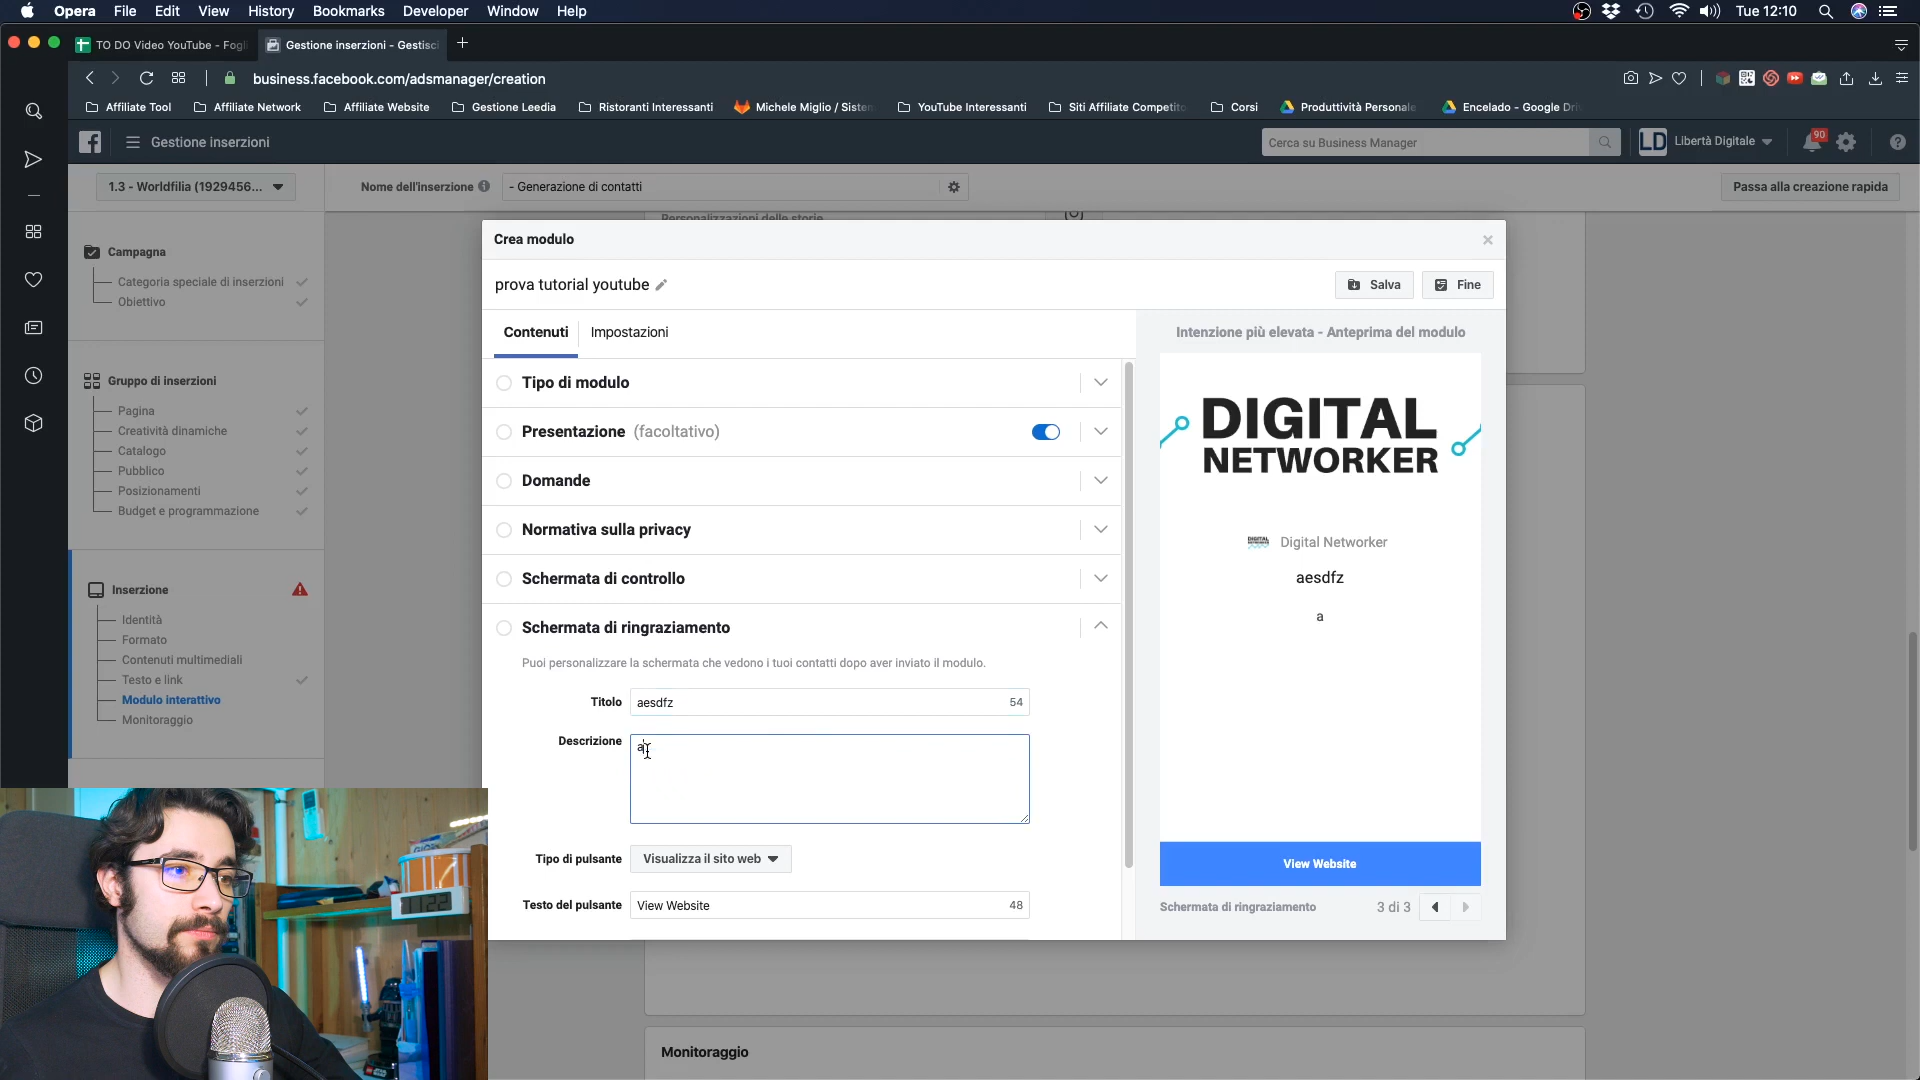 Opera File Edit View History Bookmarks Developer Window Help Tue 12:10
TO DO Video YouTube - Fogli Gestione inserzioni - Gestisci
business.facebook.com/adsmanager/creation
Affiliate Tool Affiliate Network Affiliate Website Gestione Leedia Ristoranti Interessanti Michele Miglio / Sistem YouTube Interessanti Siti Affiliate Competito Corsi Produttività Personale Encelado - Google Dri
Gestione inserzioni Cerca su Business Manager LD Libertà Digitale 90
1.3 - Worldfilia (1929456... Nome dell'inserzione - Generazione di contatti Passa alla creazione rapida
Personalizzazioni delle storie
Campagna
Categoria speciale di inserzioni
Obiettivo
Gruppo di inserzioni
Pagina
Creatività dinamiche
Catalogo
Pubblico
Posizionamenti
Budget e programmazione
Inserzione
Identità
Formato
Contenuti multimediali
Testo e link
Modulo interattivo
Monitoraggio
Crea modulo
prova tutorial youtube Salva Fine
Contenuti Impostazioni
Tipo di modulo
Presentazione (facoltativo)
Domande
Normativa sulla privacy
Schermata di controllo
Schermata di ringraziamento
Puoi personalizzare la schermata che vedono i tuoi contatti dopo aver inviato il modulo.
Titolo aesdfz 54
Descrizione a
Tipo di pulsante Visualizza il sito web
Testo del pulsante View Website 48
Intenzione più elevata - Anteprima del modulo
DIGITAL
NETWORKER
Digital Networker
aesdfz
a
View Website
Schermata di ringraziamento 3 di 3
Monitoraggio